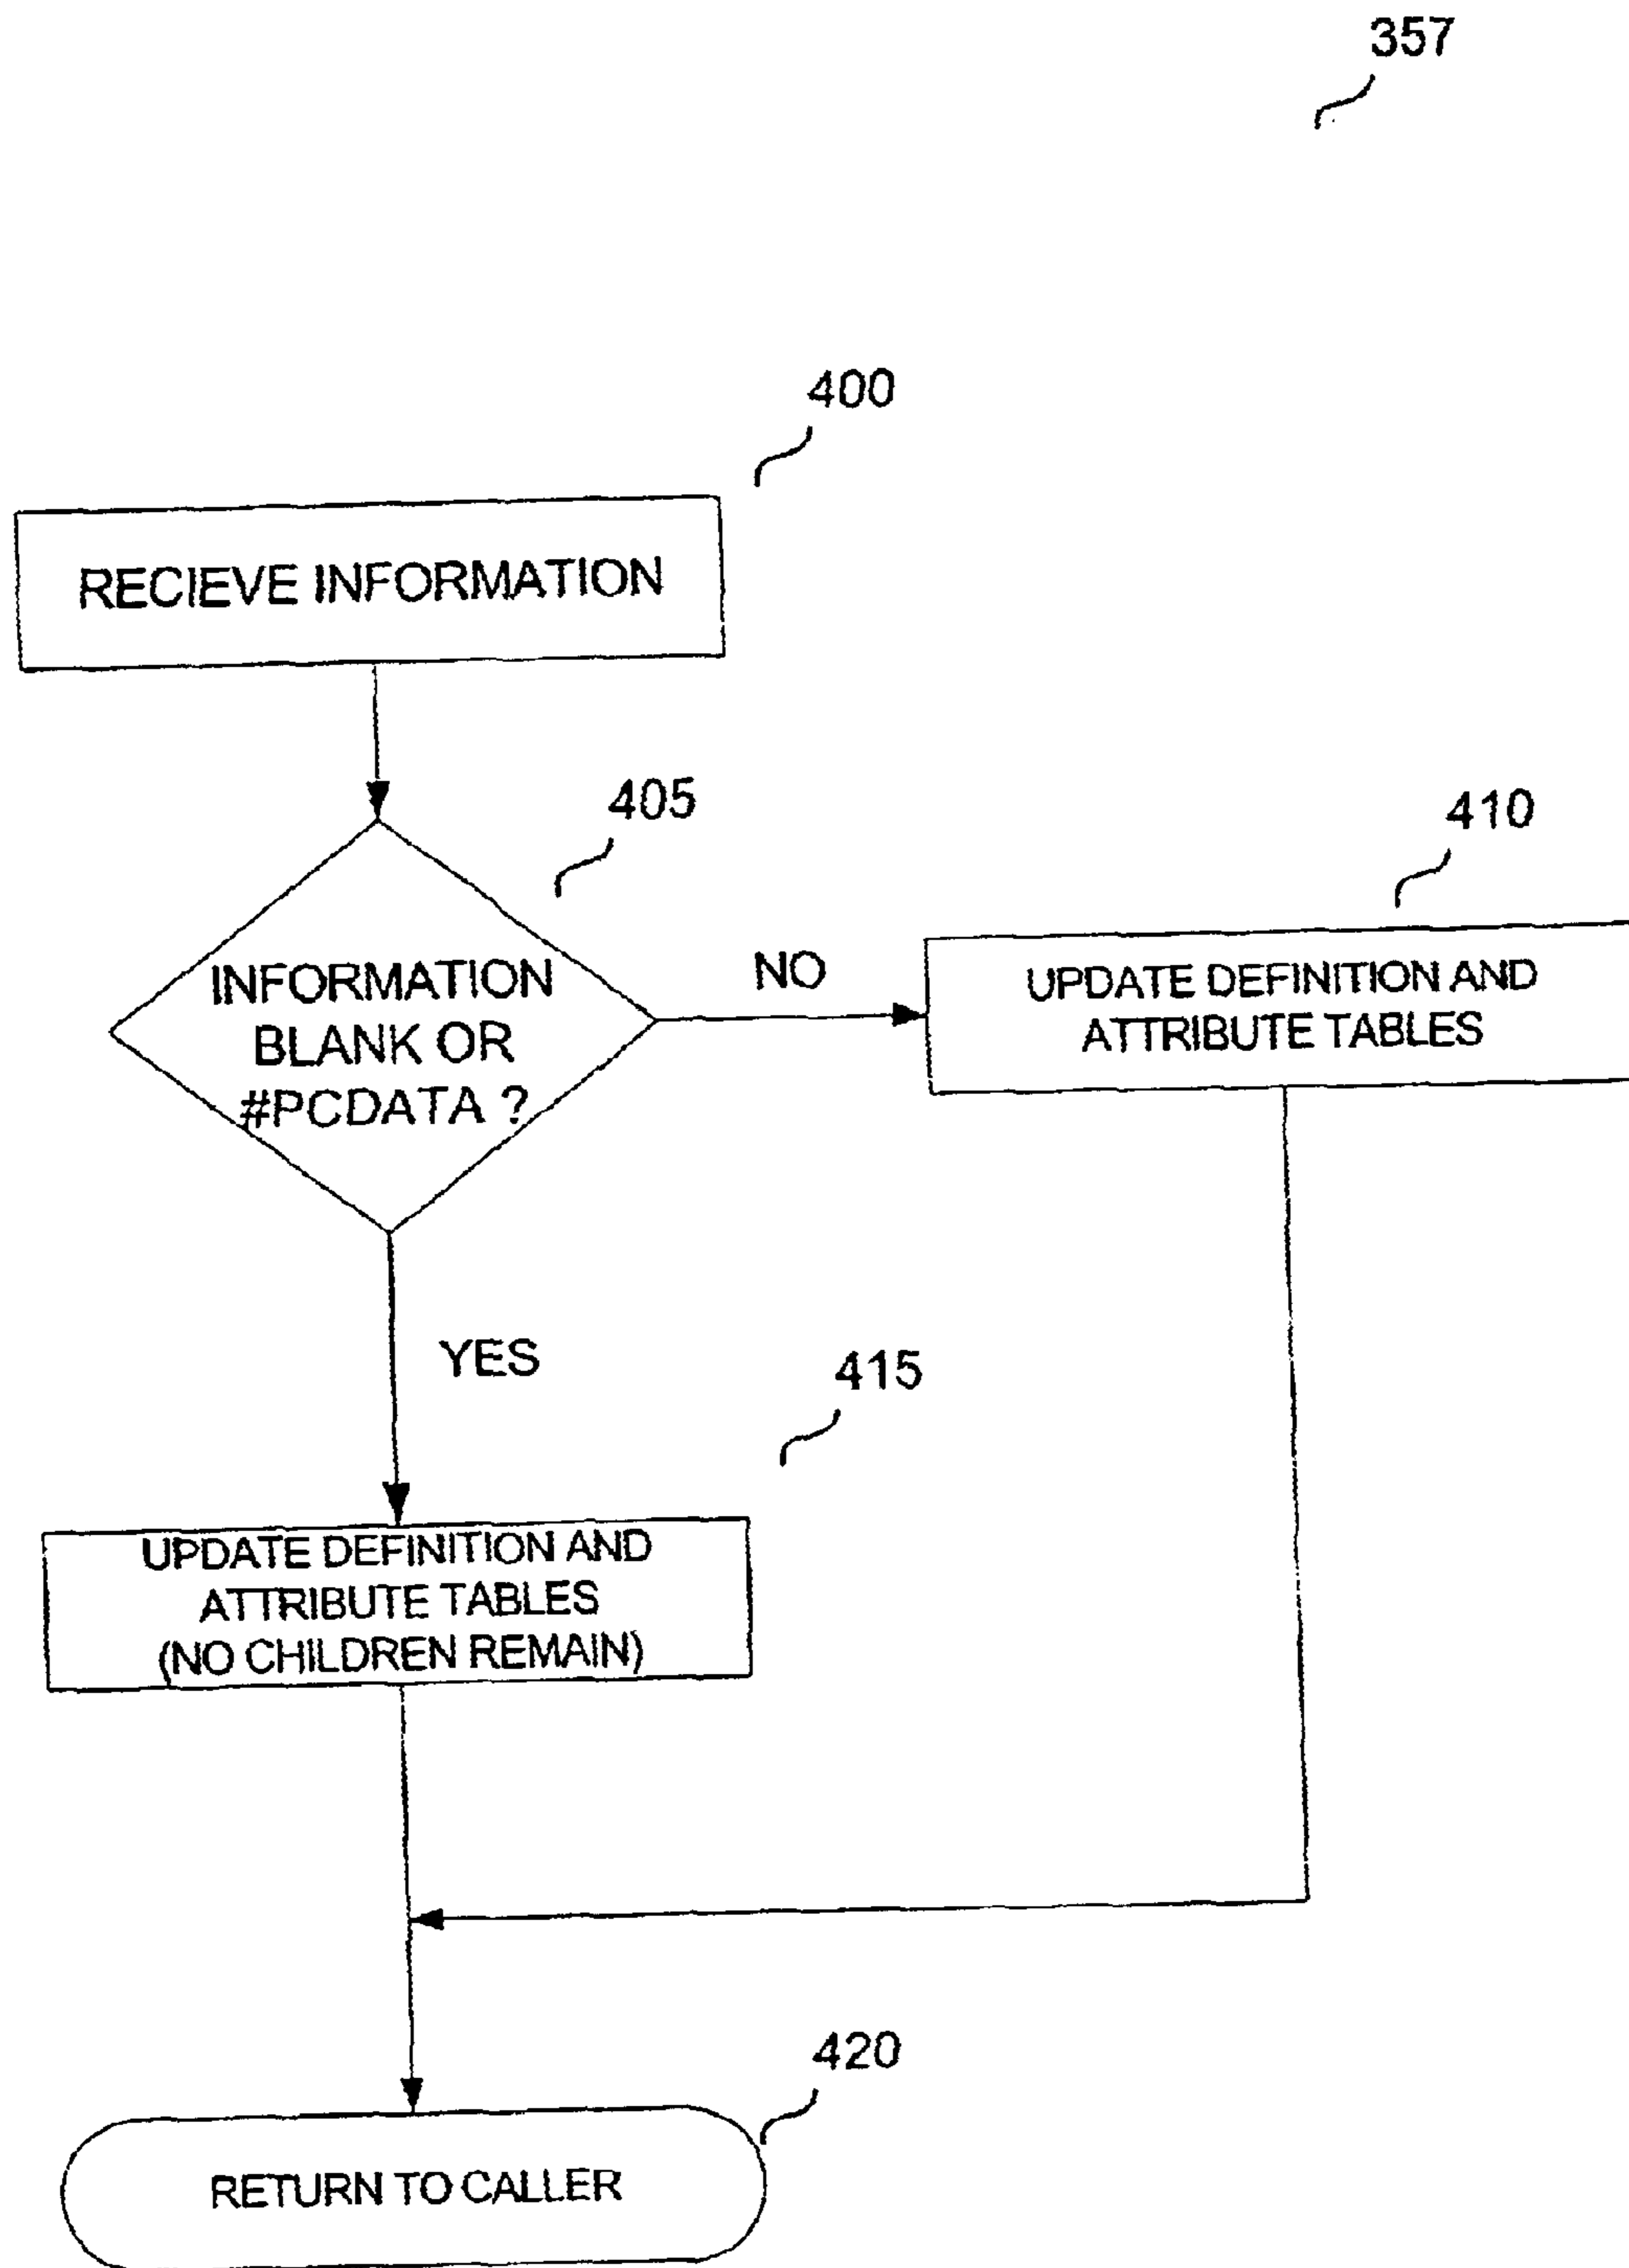 357
400
RECIEVE INFORMATION
405
410
INFORMATION
BLANK OR
#PCDATA ?
NO
UPDATE DEFINITION AND
ATTRIBUTE TABLES
YES
415
UPDATE DEFINITION AND
ATTRIBUTE TABLES
(NO CHILDREN REMAIN)
420
RETURN TO CALLER